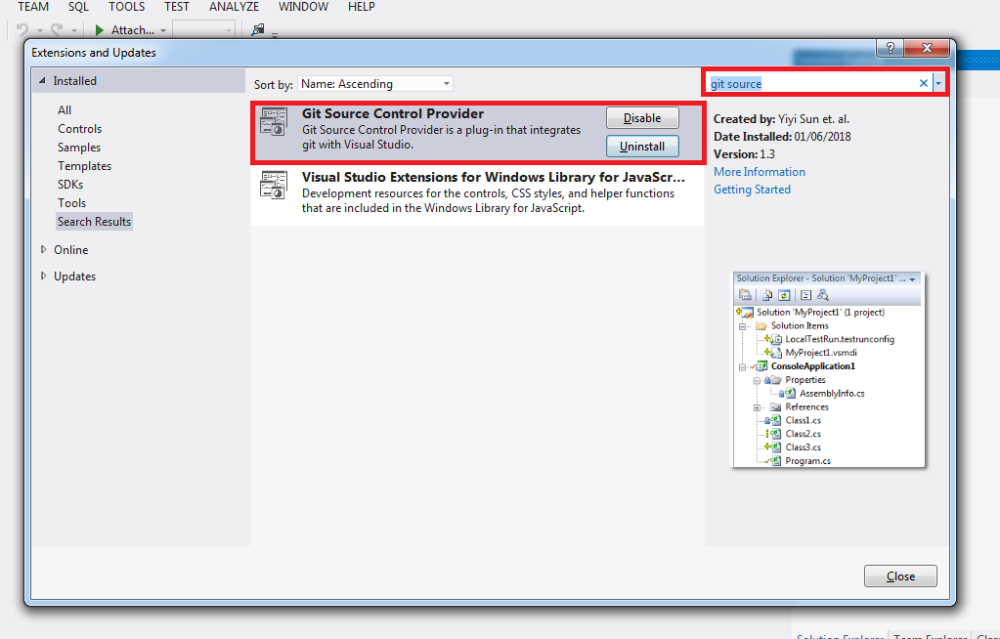 TEAM SQL TOOLS TEST ANALYZE WINDOW HELP
Attach...
Extensions and Updates
Installed
All
Controls
Samples
Templates
SDKs
Tools
Search Results
Online
Updates
Sort by: Name: Ascending
Git Source Control Provider
Git Source Control Provider is a plug-in that integrates
git with Visual Studio.
Disable
Uninstall
Visual Studio Extensions for Windows Library for JavaScr...
Development resources for the controls, CSS styles, and helper functions
that are included in the Windows Library for JavaScript.
git source
Created by: Yiyi Sun et. al.
Date Installed: 01/06/2018
Version: 1.3
More Information
Getting Started
Solution Explorer - Solution 'MyProject1' ...
Solution 'MyProject1' (1 project)
Solution Items
LocalTestRun.testrunconfig
MyProject1.vsmdi
ConsoleApplication1
Properties
AssemblyInfo.cs
References
Class1.cs
Class2.cs
Class3.cs
Program.cs
Close
Solution Explorer Team Explorer